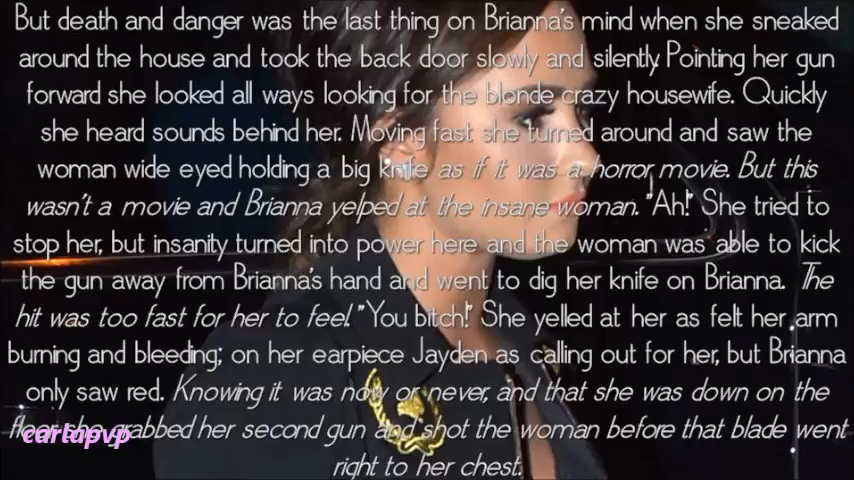 But death and danger was the last thing on Brianna's mind when she sneaked
around the house and took the back door slowly and silently. Pointing her gun
forward she looked all ways looking for the blonde crazy housewife. Quickly
she heard sounds behind her. Moving fast she turned around and saw the
woman wide eyed holding a big knife as if it was a horror movie. But this
wasn't a movie and Brianna yelped at the insane woman. "Ah!" She tried to
stop her, but insanity turned into power here and the woman was able to kick
the gun away from Brianna's hand and went to dig her knife on Brianna. The
hit was too fast for her to feel. "You bitch!" She yelled at her as felt her arm
burning and bleeding; on her earpiece Jayden as calling out for her, but Brianna
only saw red. Knowing it was now or never, and that she was down on the
floor she grabbed her second gun and shot the woman before that blade went
right to her chest.
carlapvp